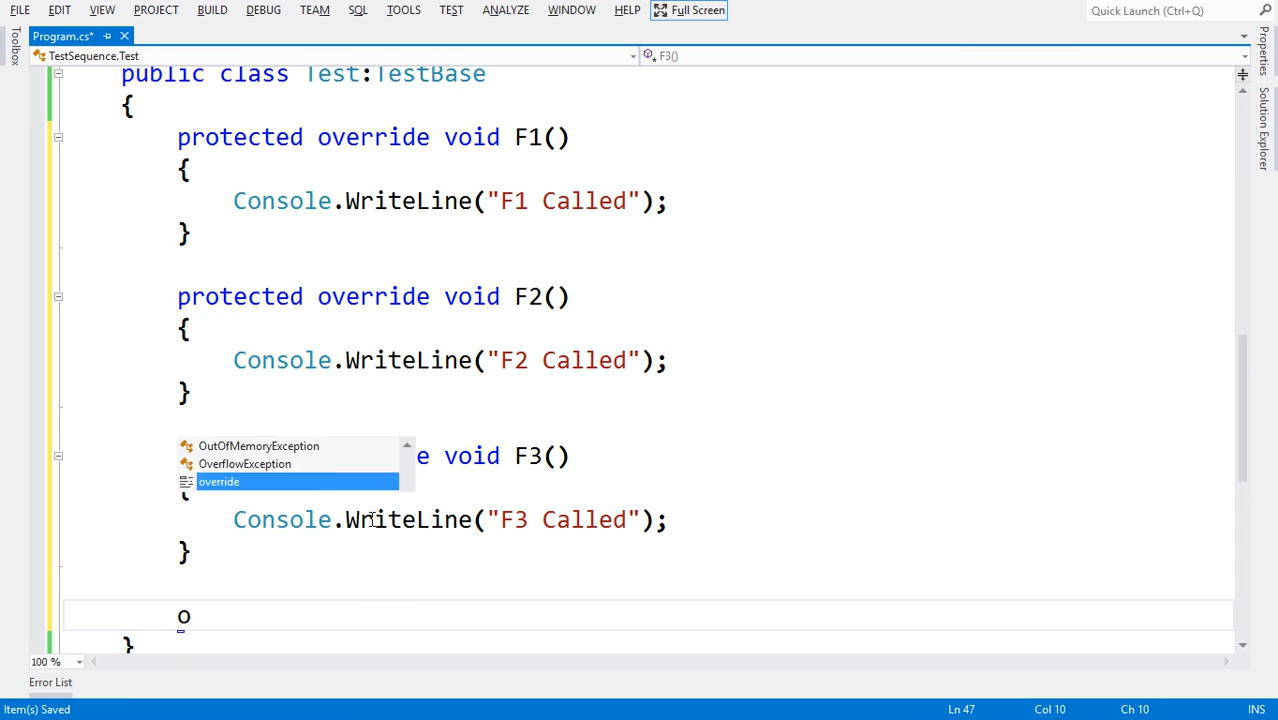 FILE EDIT VIEW PROJECT BUILD DEBUG TEAM SQL TOOLS TEST ANALYZE WINDOW HELP Full Screen Quick Launch (Ctrl+Q)
Program.cs*
TestSequence.Test F3()
Toolbox
Properties
Solution Explorer
public class Test:TestBase
{
protected override void F1()
{
Console.WriteLine("F1 Called");
}
protected override void F2()
{
Console.WriteLine("F2 Called");
}
OutOfMemoryException
OverflowException
override
e void F3()
{
Console.WriteLine("F3 Called");
}
o
}
100 %
Error List
Item(s) Saved Ln 47 Col 10 Ch 10 INS